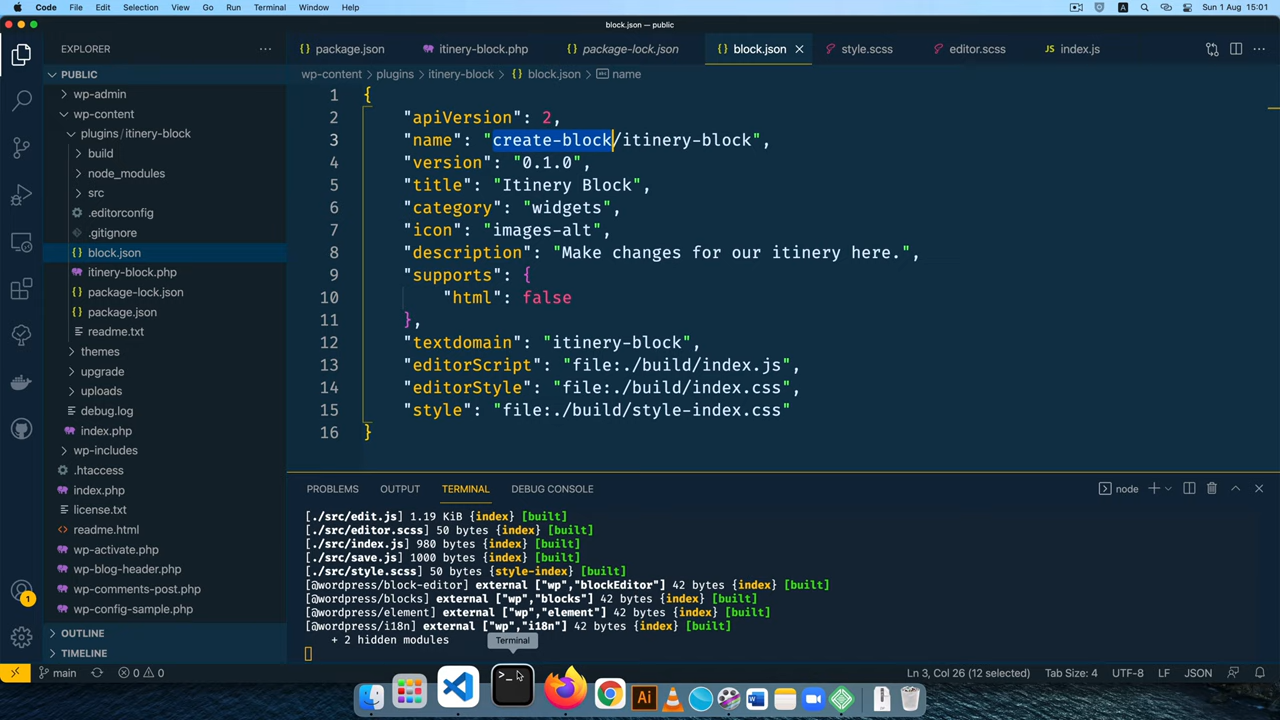 Code File Edit Selection View Go Run Terminal Window Help
A Sun 1 Aug 15:01
block.json — public
EXPLORER
package.json
itinery-block.php
package-lock.json
block.json
style.scss
editor.scss
JS index.js
PUBLIC
wp-content plugins itinery-block block.json name
wp-admin
wp-content
plugins / itinery-block
build
node_modules
src
.editorconfig
.gitignore
block.json
itinery-block.php
package-lock.json
package.json
readme.txt
themes
upgrade
uploads
debug.log
index.php
wp-includes
.htaccess
index.php
license.txt
readme.html
wp-activate.php
wp-blog-header.php
wp-comments-post.php
wp-config-sample.php
OUTLINE
TIMELINE
1 {
2 "apiVersion": 2,
3 "name": "create-block/itinery-block",
4 "version": "0.1.0",
5 "title": "Itinery Block",
6 "category": "widgets",
7 "icon": "images-alt",
8 "description": "Make changes for our itinery here.",
9 "supports": {
10 "html": false
11 },
12 "textdomain": "itinery-block",
13 "editorScript": "file:./build/index.js",
14 "editorStyle": "file:./build/index.css",
15 "style": "file:./build/style-index.css"
16 }
PROBLEMS OUTPUT TERMINAL DEBUG CONSOLE
node
[./src/edit.js] 1.19 KiB {index} [built]
[./src/editor.scss] 50 bytes {index} [built]
[./src/index.js] 980 bytes {index} [built]
[./src/save.js] 1000 bytes {index} [built]
[./src/style.scss] 50 bytes {style-index} [built]
[@wordpress/block-editor] external ["wp","blockEditor"] 42 bytes {index} [built]
[@wordpress/blocks] external ["wp","blocks"] 42 bytes {index} [built]
[@wordpress/element] external ["wp","element"] 42 bytes {index} [built]
[@wordpress/i18n] external ["wp","i18n"] 42 bytes {index} [built]
+ 2 hidden modules
Terminal
1
main
0 0
Ln 3, Col 26 (12 selected) Tab Size: 4 UTF-8 LF JSON
>_
Ai
W